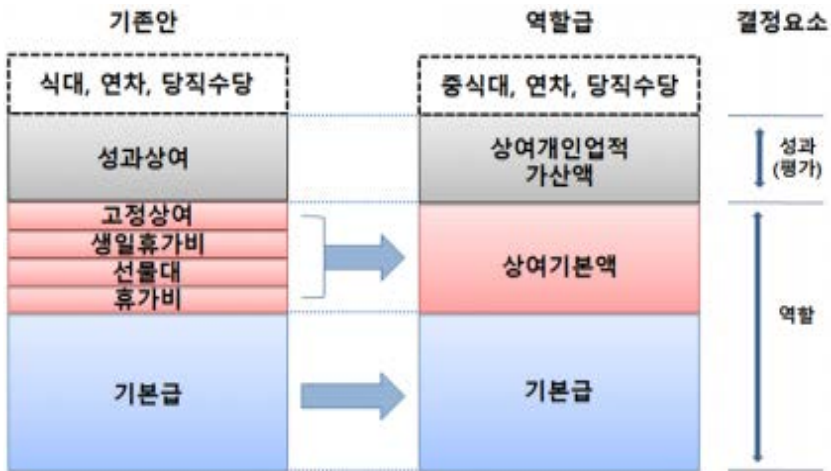 기존안
역할급
결정요소
식대, 연차, 당직수당
중식대, 연차, 당직수당
성과상여
상여개인업적
가산액
성과
(평가)
고정상여
생일휴가비
선물대
휴가비
상여기본액
역할
기본급
기본급